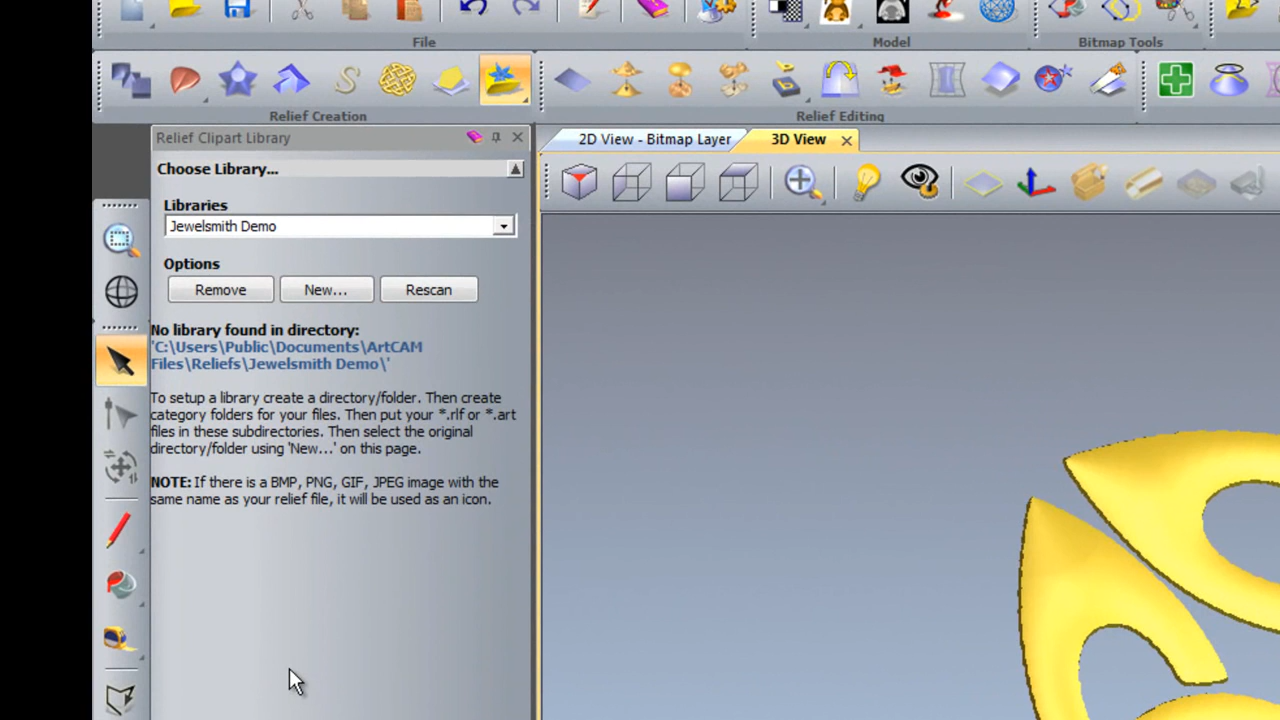 File
Model
Bitmap Tools
Relief Creation
Relief Editing
Relief Clipart Library
2D View - Bitmap Layer
3D View
Choose Library...
Libraries
Jewelsmith Demo
Options
Remove
New...
Rescan
No library found in directory:
'C:\Users\Public\Documents\ArtCAM
Files\Reliefs\Jewelsmith Demo\'
To setup a library create a directory/folder. Then create
category folders for your files. Then put your *.rlf or *.art
files in these subdirectories. Then select the original
directory/folder using 'New...' on this page.
NOTE: If there is a BMP, PNG, GIF, JPEG image with the
same name as your relief file, it will be used as an icon.